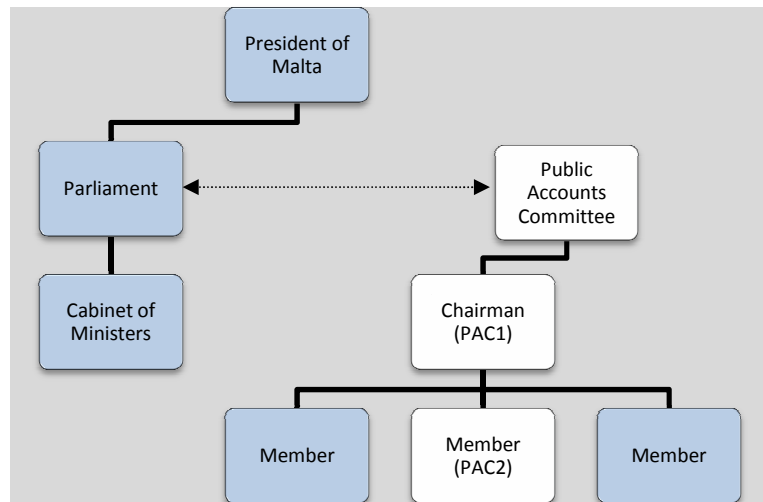 President of
Malta
Parliament
Public
Accounts
Committee
Cabinet of
Ministers
Chairman
(PAC1)
Member
Member
(PAC2)
Member